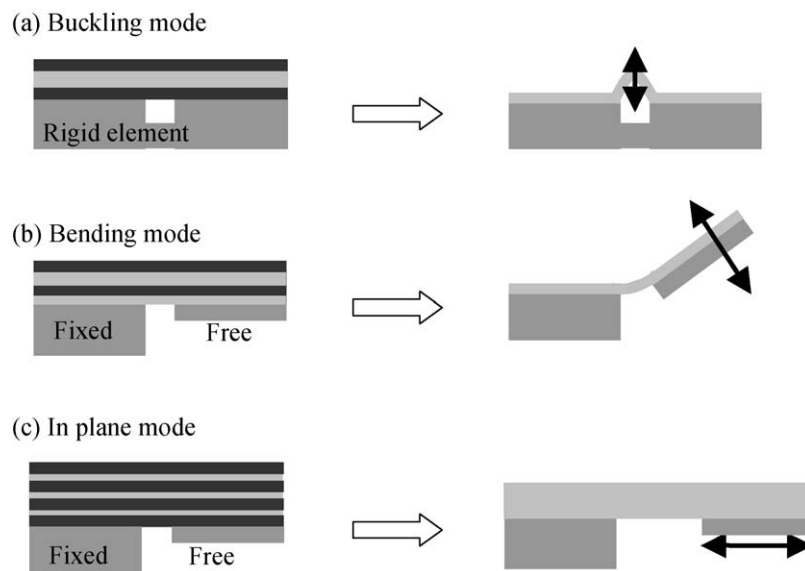 (a) Buckling mode
Rigid element
(b) Bending mode
Fixed
Free
(c) In plane mode
Fixed
Free